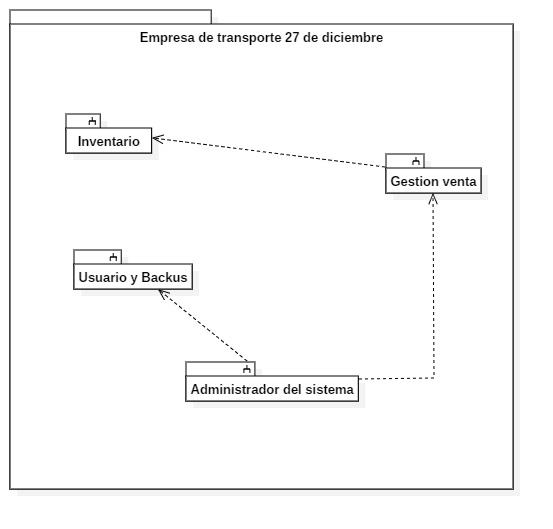 Empresa de transporte 27 de diciembre
Inventario
Gestion venta
Usuario y Backus
Administrador del sistema